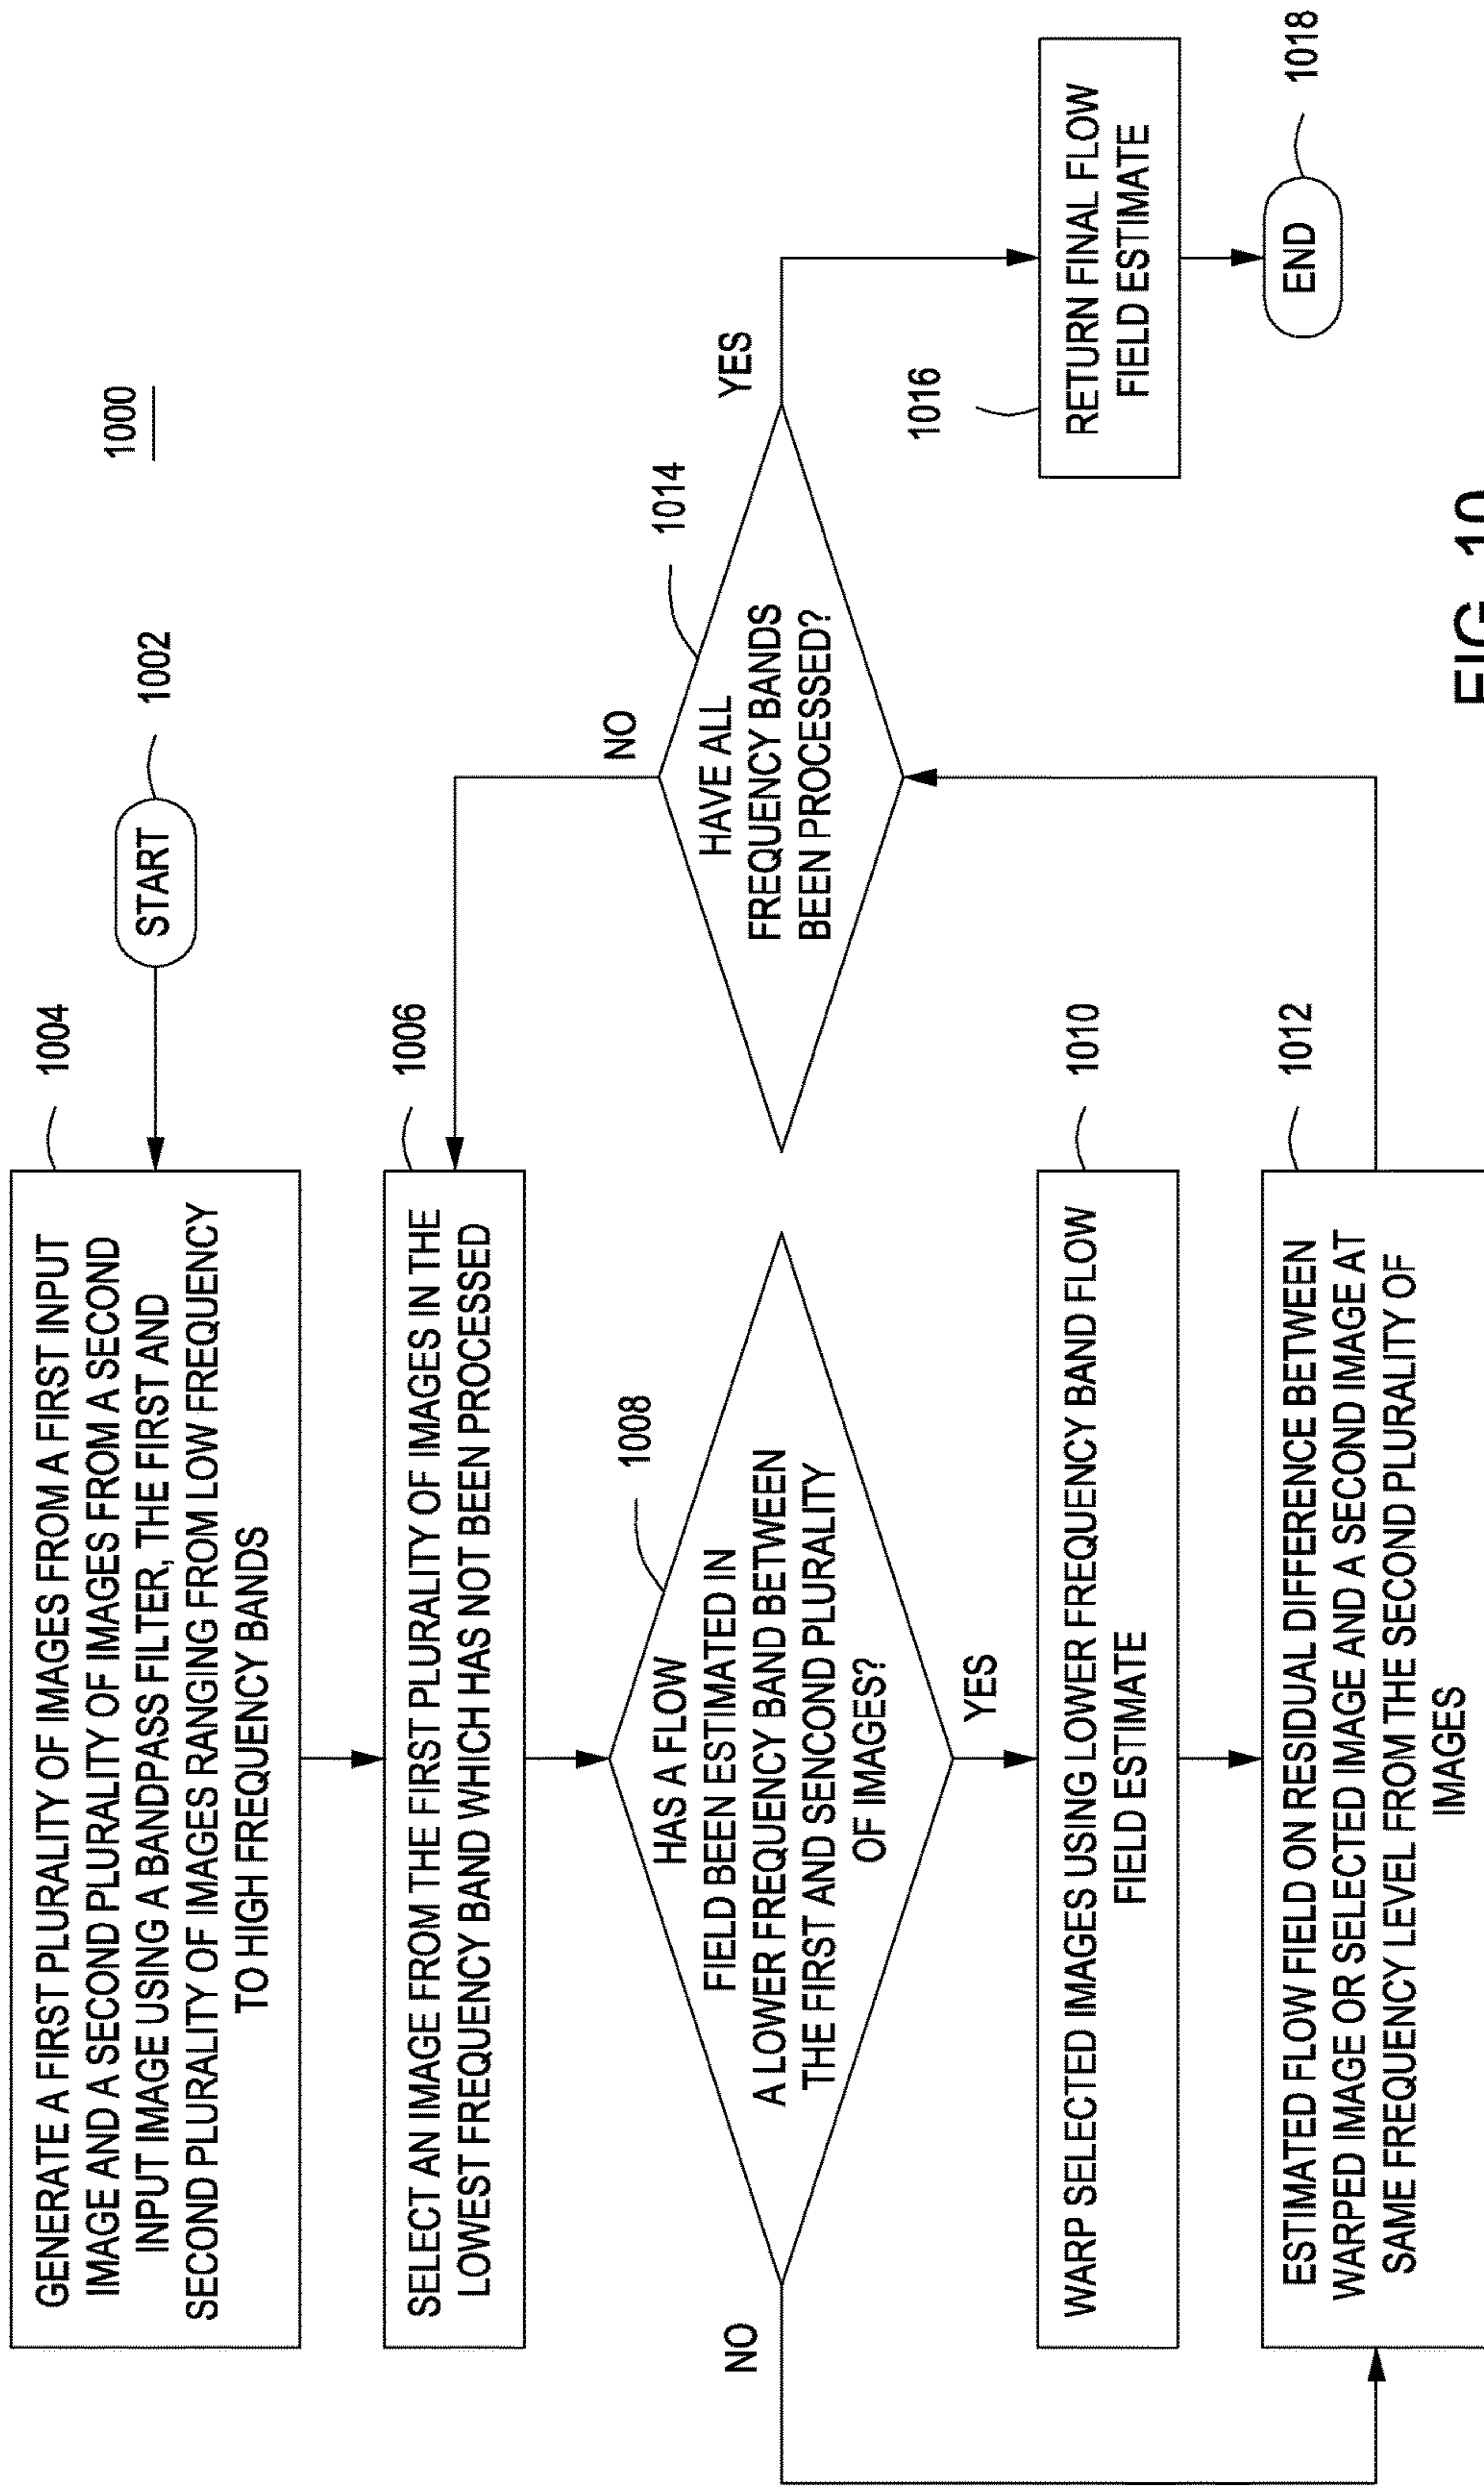 1000
1002
START
1004
GENERATE A FIRST PLURALITY OF IMAGES FROM A FIRST INPUT
IMAGE AND A SECOND PLURALITY OF IMAGES FROM A SECOND
INPUT IMAGE USING A BANDPASS FILTER, THE FIRST AND
SECOND PLURALITY OF IMAGES RANGING FROM LOW FREQUENCY
TO HIGH FREQUENCY BANDS
1006
SELECT AN IMAGE FROM THE FIRST PLURALITY OF IMAGES IN THE
LOWEST FREQUENCY BAND WHICH HAS NOT BEEN PROCESSED
1008
HAS A FLOW
FIELD BEEN ESTIMATED IN
A LOWER FREQUENCY BAND BETWEEN
THE FIRST AND SENCOND PLURALITY
OF IMAGES?
NO
YES
1010
WARP SELECTED IMAGES USING LOWER FREQUENCY BAND FLOW
FIELD ESTIMATE
1012
ESTIMATED FLOW FIELD ON RESIDUAL DIFFERENCE BETWEEN
WARPED IMAGE OR SELECTED IMAGE AND A SECOND IMAGE AT
SAME FREQUENCY LEVEL FROM THE SECOND PLURALITY OF
IMAGES
1014
HAVE ALL
FREQUENCY BANDS
BEEN PROCESSED?
NO
YES
1016
RETURN FINAL FLOW
FIELD ESTIMATE
END
1018
FIG. 10